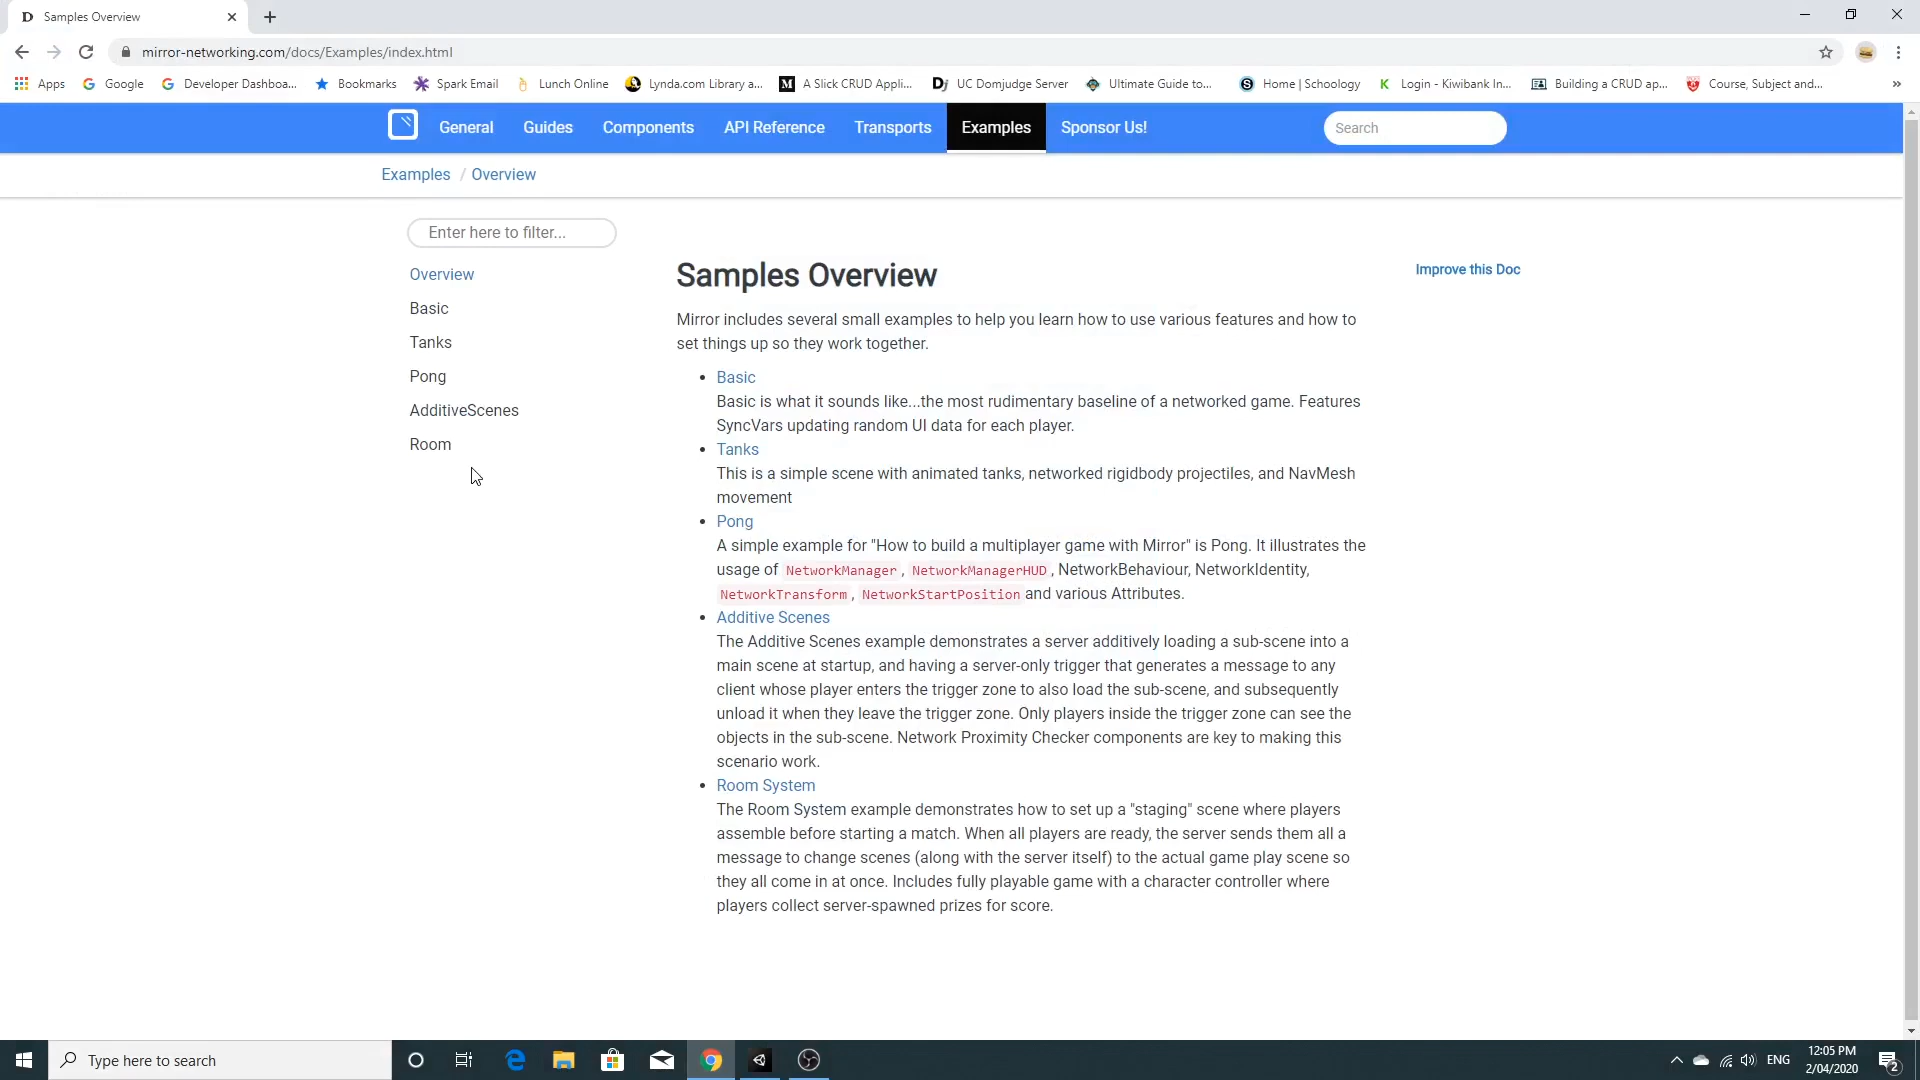 Samples Overview
mirror-networking.com/docs/Examples/index.html
Apps Google Developer Dashboa... Bookmarks Spark Email Lunch Online Lynda.com Library a... A Slick CRUD Appli... UC Domjudge Server Ultimate Guide to... Home | Schoology Login - Kiwibank In... Building a CRUD ap... Course, Subject and... »
General Guides Components API Reference Transports Examples Sponsor Us! Search
Examples / Overview
Enter here to filter...
Overview
Basic
Tanks
Pong
AdditiveScenes
Room
Samples Overview
Improve this Doc
Mirror includes several small examples to help you learn how to use various features and how to
set things up so they work together.
• Basic
Basic is what it sounds like...the most rudimentary baseline of a networked game. Features
SyncVars updating random UI data for each player.
• Tanks
This is a simple scene with animated tanks, networked rigidbody projectiles, and NavMesh
movement
• Pong
A simple example for "How to build a multiplayer game with Mirror" is Pong. It illustrates the
usage of NetworkManager, NetworkManagerHUD, NetworkBehaviour, NetworkIdentity,
NetworkTransform, NetworkStartPosition and various Attributes.
• Additive Scenes
The Additive Scenes example demonstrates a server additively loading a sub-scene into a
main scene at startup, and having a server-only trigger that generates a message to any
client whose player enters the trigger zone to also load the sub-scene, and subsequently
unload it when they leave the trigger zone. Only players inside the trigger zone can see the
objects in the sub-scene. Network Proximity Checker components are key to making this
scenario work.
• Room System
The Room System example demonstrates how to set up a "staging" scene where players
assemble before starting a match. When all players are ready, the server sends them all a
message to change scenes (along with the server itself) to the actual game play scene so
they all come in at once. Includes fully playable game with a character controller where
players collect server-spawned prizes for score.
Type here to search
ENG
12:05 PM
2/04/2020
2